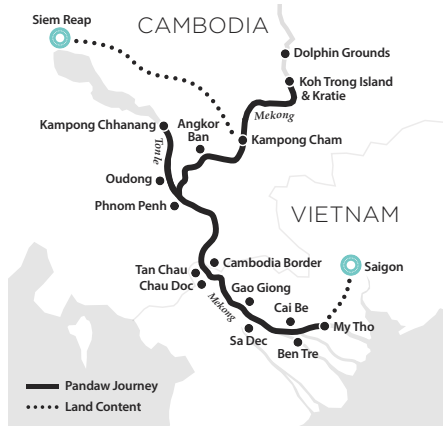 CAMBODIA
Siem Reap
Dolphin Grounds
Koh Trong Island
& Kratie
Mekong
Kampong Chhanang
Angkor
Ban
Kampong Cham
Tonle
Oudong
Phnom Penh
VIETNAM
Cambodia Border
Saigon
Tan Chau
Chau Doc
Mekong
Gao Giong
Cai Be
My Tho
Sa Dec
Ben Tre
Pandaw Journey
Land Content